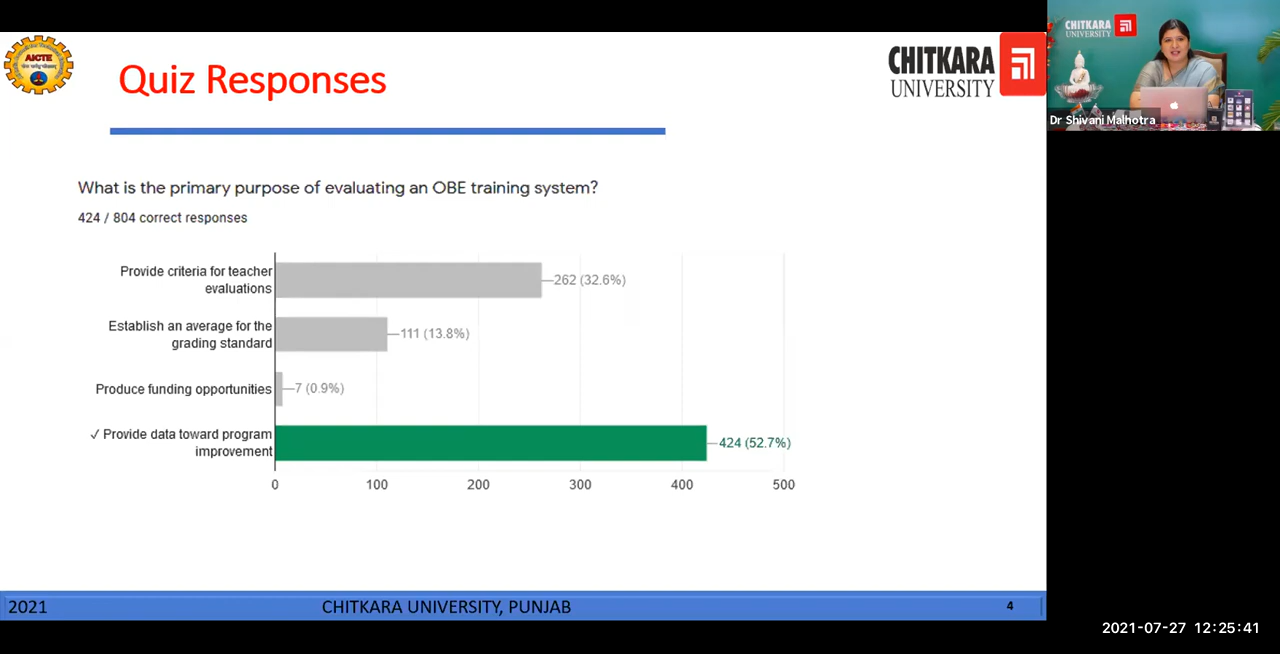 AICTE
Quiz Responses
CHITKARA
UNIVERSITY
CHITKARA
UNIVERSITY
Dr Shivani Malhotra
What is the primary purpose of evaluating an OBE training system?
424 / 804 correct responses
Provide criteria for teacher
evaluations
262 (32.6%)
Establish an average for the
grading standard
111 (13.8%)
Produce funding opportunities
7 (0.9%)
✓ Provide data toward program
improvement
424 (52.7%)
0 100 200 300 400 500
2021 CHITKARA UNIVERSITY, PUNJAB 4
2021-07-27 12:25:41